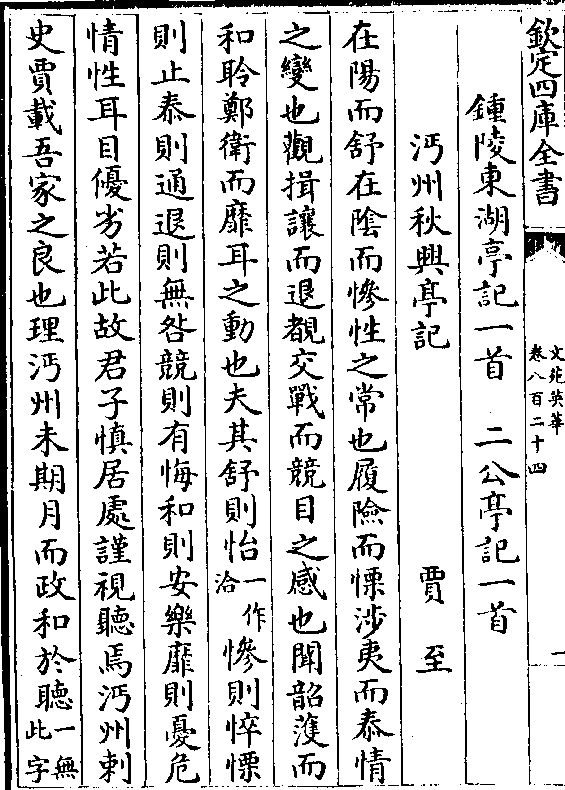 欽定四庫全書
文苑英華
卷八百二十四
一
鍾陵東湖亭記一首　二公亭記一首
沔州秋興亭記　賈至
在陽而舒在陰而慘性之常也履險而慄涉夷而泰情
之變也觀揖讓而退覩交戰而競目之感也聞韶濩而
和聆鄭衛而靡耳之動也夫其舒則怡一作洽慘則悴慄
則止泰則通退則無咎競則有悔和則安樂靡則憂危
情性耳目優劣若此故君子慎居處謹視聽焉沔州刺
史賈載吾家之良也理沔州未期月而政和於聽一無此字